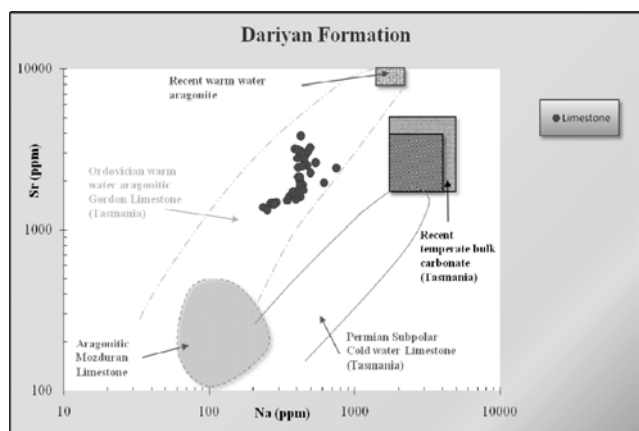 Dariyan Formation
10000
Recent warm water
aragonite
Limestone
Sr (ppm)
Ordovician warm
water aragonitic
Gordon Limestone
(Tasmania)
1000
Recent
temperate bulk
carbonate
(Tasmania)
Aragonitic
Mozduran
Limestone
Permian Subpolar
Cold water Limestone
(Tasmania)
100
10
100
Na (ppm)
1000
10000